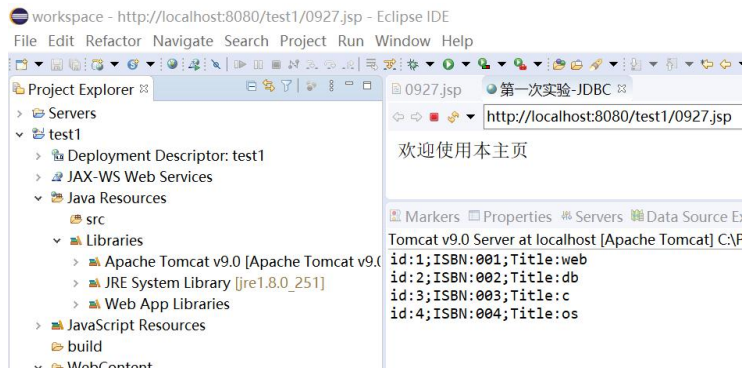 workspace - http://localhost:8080/test1/0927.jsp - Eclipse IDE
File Edit Refactor Navigate Search Project Run Window Help
Project Explorer
Servers
test1
Deployment Descriptor: test1
JAX-WS Web Services
Java Resources
src
Libraries
Apache Tomcat v9.0 [Apache Tomcat v9.0
JRE System Library [jre1.8.0_251]
Web App Libraries
JavaScript Resources
build
WebContent
0927.jsp 第一次实验-JDBC
http://localhost:8080/test1/0927.jsp
欢迎使用本主页
Markers Properties Servers Data Source Ex
Tomcat v9.0 Server at localhost [Apache Tomcat] C:\P
id:1;ISBN:001;Title:web
id:2;ISBN:002;Title:db
id:3;ISBN:003;Title:c
id:4;ISBN:004;Title:os